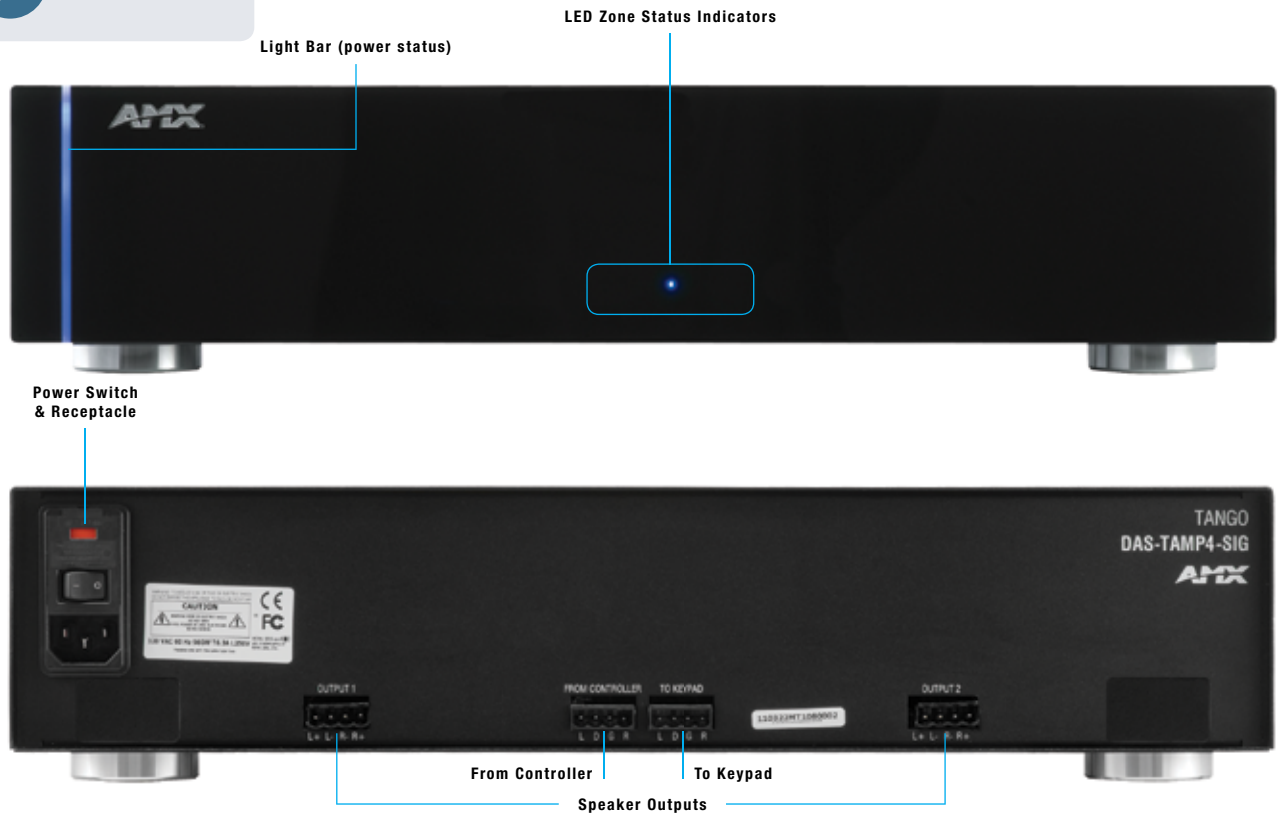 LED Zone Status Indicators
Light Bar (power status)
AMX
Power Switch
& Receptacle
TANGO
DAS-TAMP4-SIG
AMX
CAUTION
CE
FC
OUTPUT 1
FROM CONTROLLER
TO KEYPAD
OUTPUT 2
L+ L- R- R+
L D G R
L D G R
L+ L- R- R+
From Controller
To Keypad
Speaker Outputs